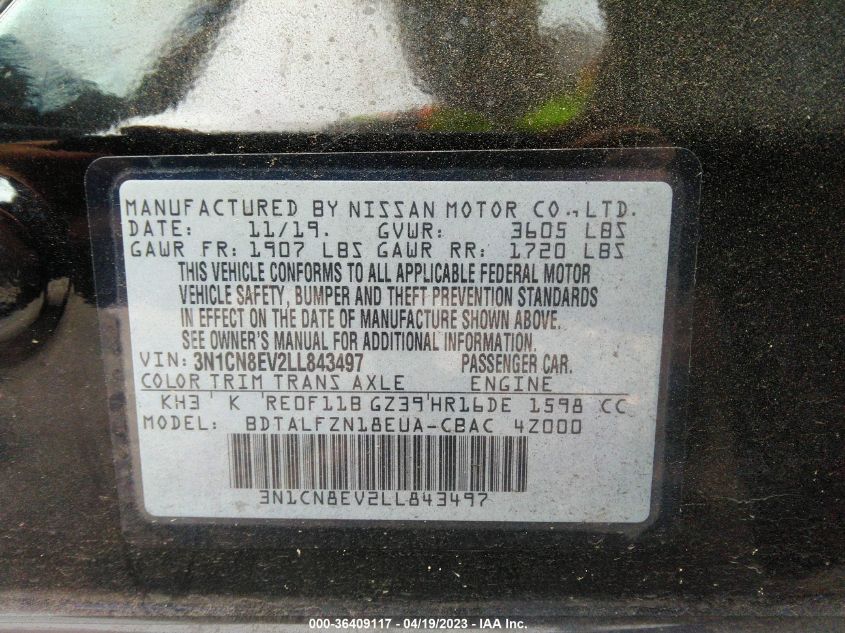 MANUFACTURED BY NISSAN MOTOR CO.,LTD.
DATE: 11/19. GVWR: 3605 LBS
GAWR FR: 1907 LBS GAWR RR: 1720 LBS
THIS VEHICLE CONFORMS TO ALL APPLICABLE FEDERAL MOTOR
VEHICLE SAFETY, BUMPER AND THEFT PREVENTION STANDARDS
IN EFFECT ON THE DATE OF MANUFACTURE SHOWN ABOVE.
SEE OWNER'S MANUAL FOR ADDITIONAL INFORMATION.
VIN: 3N1CN8EV2LL843497 PASSENGER CAR.
COLOR TRIM TRANS AXLE ENGINE
KH3 K RE0F11B GZ39 HR16DE 1598 CC
MODEL: BDTALFZN18EUA-CBAC 4Z000
3N1CN8EV2LL843497
000-36409117 - 04/19/2023 - IAA Inc.